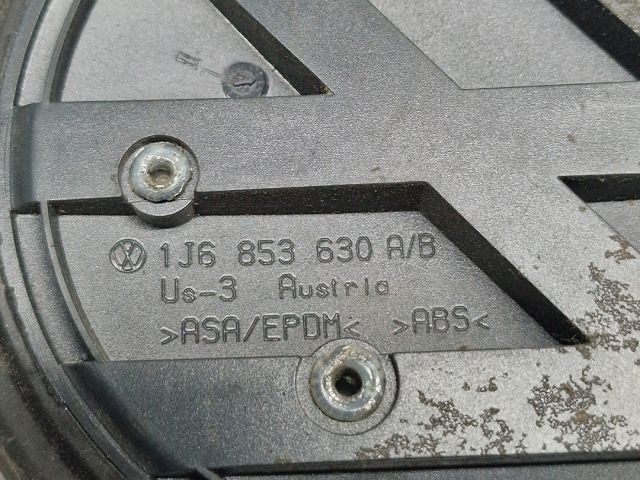 1J6 853 630 A/B
Us-3 Austria
>ASA/EPDM< >ABS<